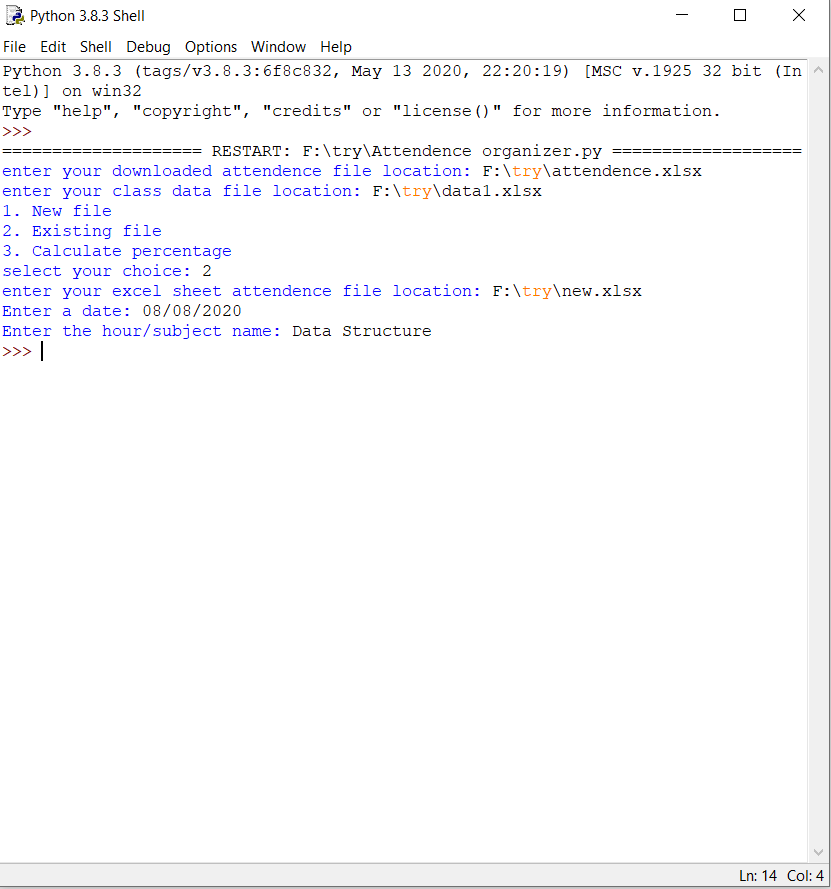 Python 3.8.3 Shell
File Edit Shell Debug Options Window Help
Python 3.8.3 (tags/v3.8.3:6f8c832, May 13 2020, 22:20:19) [MSC v.1925 32 bit (In
tel)] on win32
Type "help", "copyright", "credits" or "license()" for more information.
>>>
==================== RESTART: F:\try\Attendence organizer.py ===================
enter your downloaded attendence file location: F:\try\attendence.xlsx
enter your class data file location: F:\try\data1.xlsx
1. New file
2. Existing file
3. Calculate percentage
select your choice: 2
enter your excel sheet attendence file location: F:\try\new.xlsx
Enter a date: 08/08/2020
Enter the hour/subject name: Data Structure
>>>
Ln: 14 Col: 4